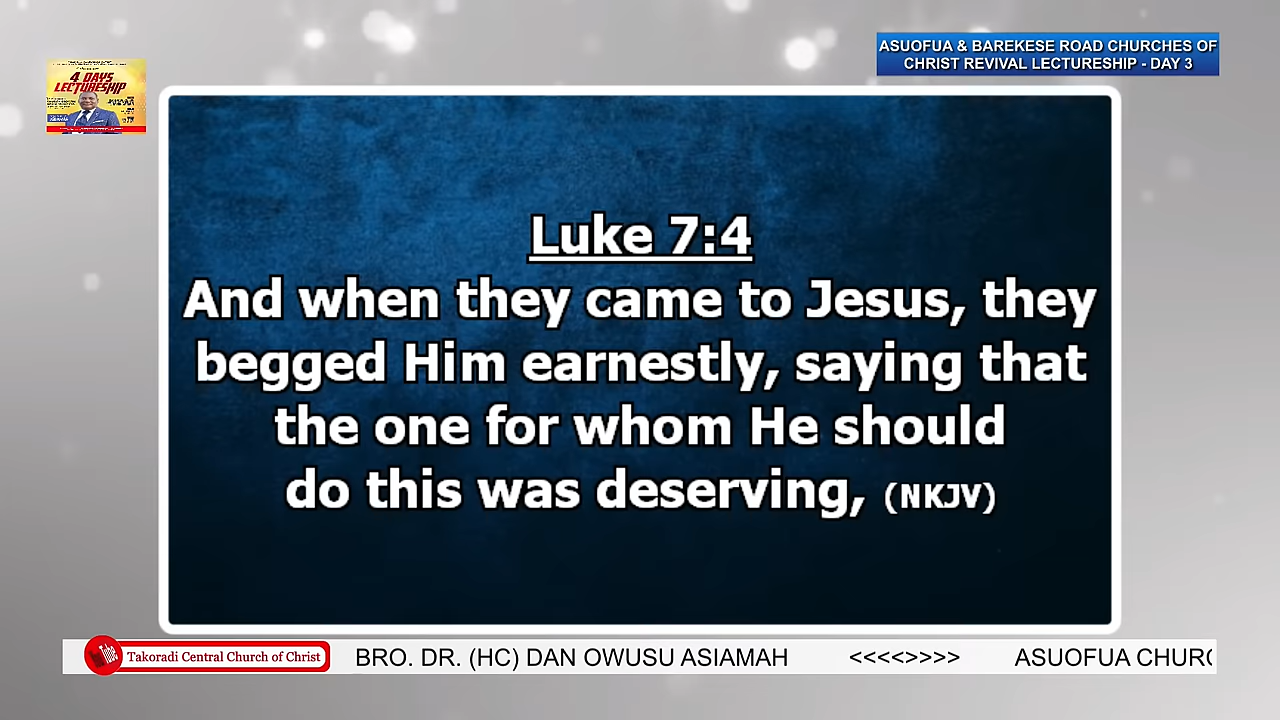 ASUOFUA & BAREKESE ROAD CHURCHES OF
CHRIST REVIVAL LECTURESHIP - DAY 3
4 DAYS
LECTURESHIP
Luke 7:4
And when they came to Jesus, they
begged Him earnestly, saying that
the one for whom He should
do this was deserving, (NKJV)
Takoradi Central Church of Christ
BRO. DR. (HC) DAN OWUSU ASIAMAH <<<<>>>> ASUOFUA